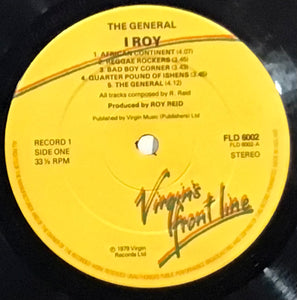 THE GENERAL
I ROY
1 AFRICAN CONTINENT (4.07)
2 REGGAE ROCKERS (3.45)
3 BAD BOY CORNER (3.43)
4 QUARTER POUND OF ISHENS (3.45)
5 THE GENERAL (4.12)
All tracks composed by R. Reid
Produced by ROY REID
Published by Virgin Music (Publishers) Ltd
RECORD 1
SIDE ONE
33⅓ RPM
FLD 6002
FLD 6002-A
STEREO
Virgin's
front line
℗ 1978 Virgin
Records Ltd